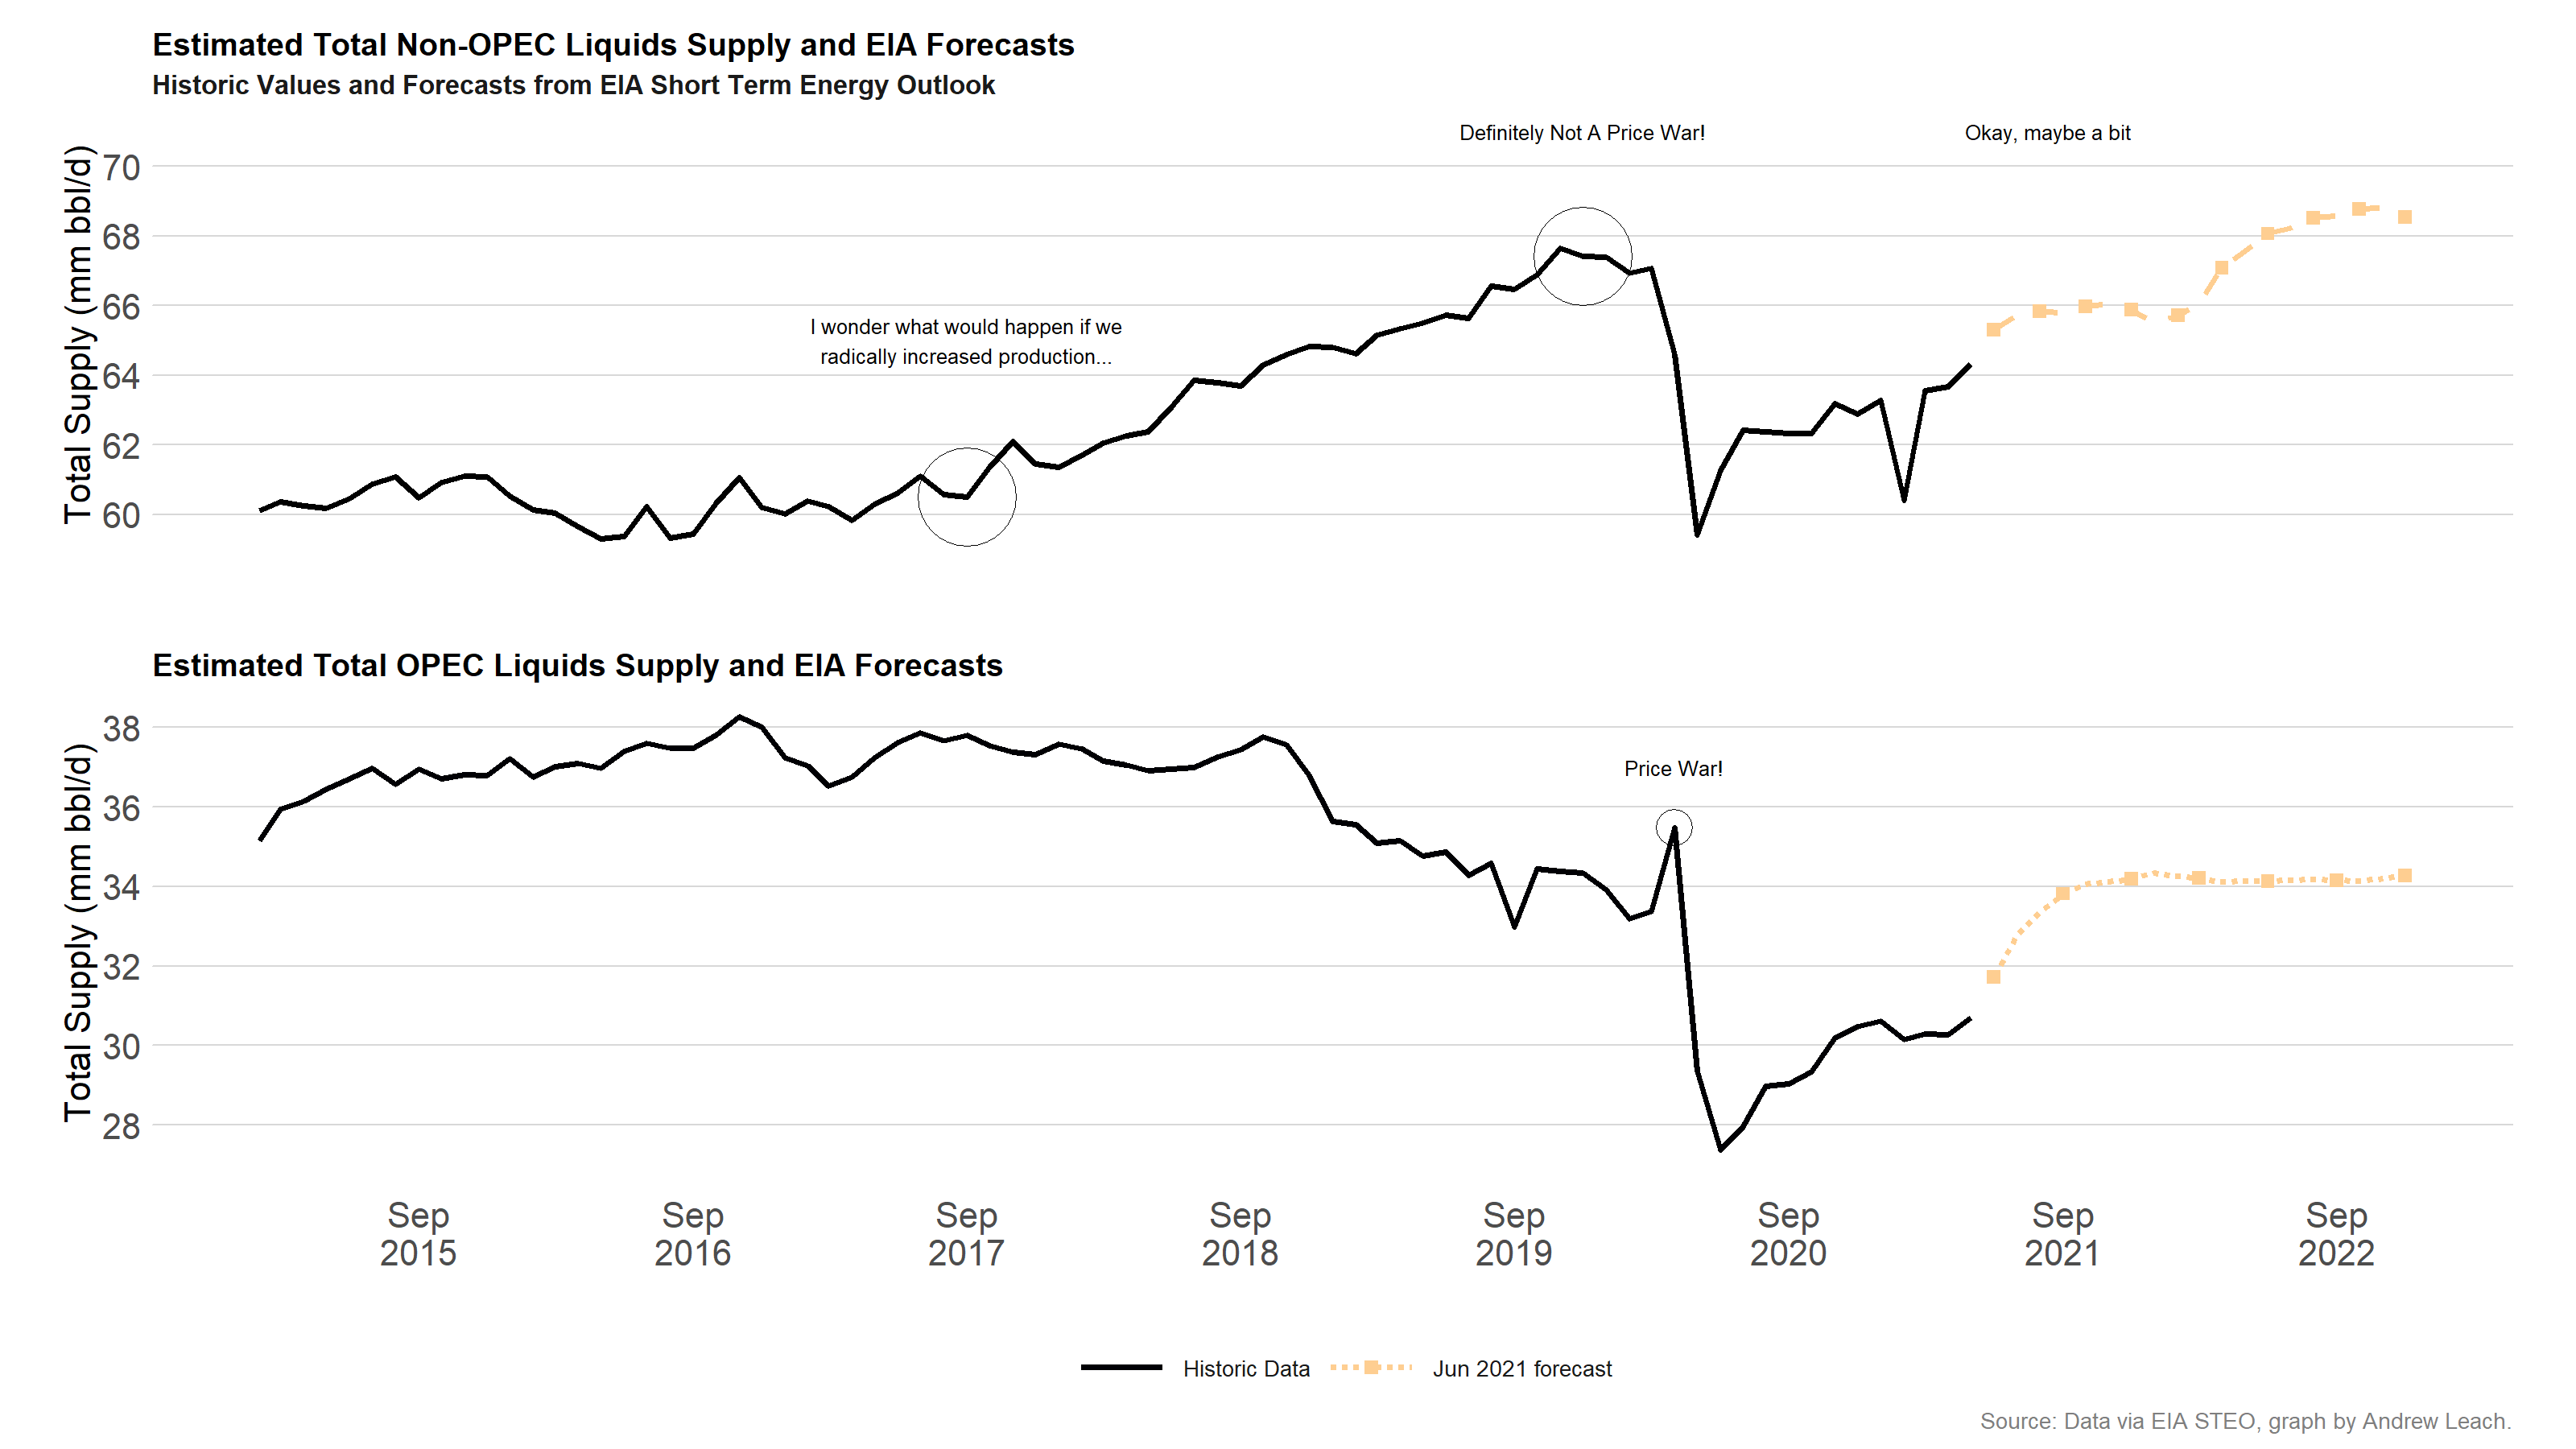 Estimated Total Non-OPEC Liquids Supply and EIA Forecasts
Historic Values and Forecasts from EIA Short Term Energy Outlook
Definitely Not A Price War!
Okay, maybe a bit
Total Supply (mm bbl/d)
70
68
66
64
62
60
I wonder what would happen if we
radically increased production...
Estimated Total OPEC Liquids Supply and EIA Forecasts
Total Supply (mm bbl/d)
38
36
34
32
30
28
Price War!
Sep
2015
Sep
2016
Sep
2017
Sep
2018
Sep
2019
Sep
2020
Sep
2021
Sep
2022
Historic Data
Jun 2021 forecast
Source: Data via EIA STEO, graph by Andrew Leach.